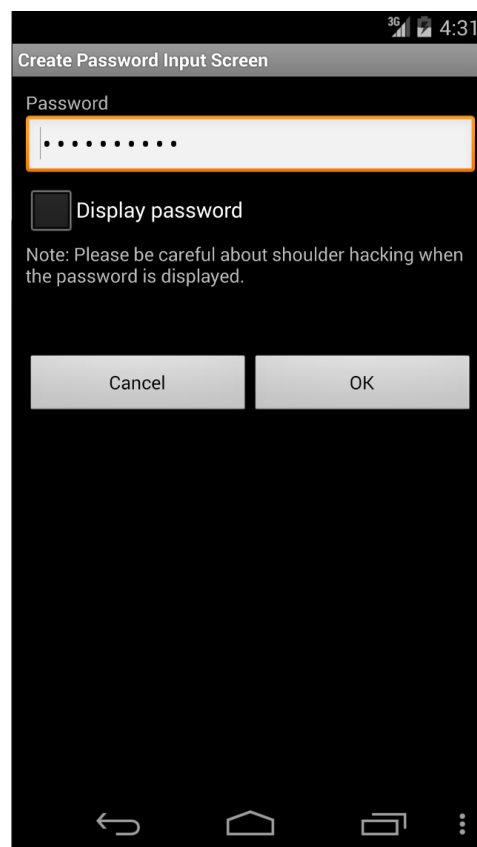 3G 4:31
Create Password Input Screen
Password
••••••••••
Display password
Note: Please be careful about shoulder hacking when
the password is displayed.
Cancel OK